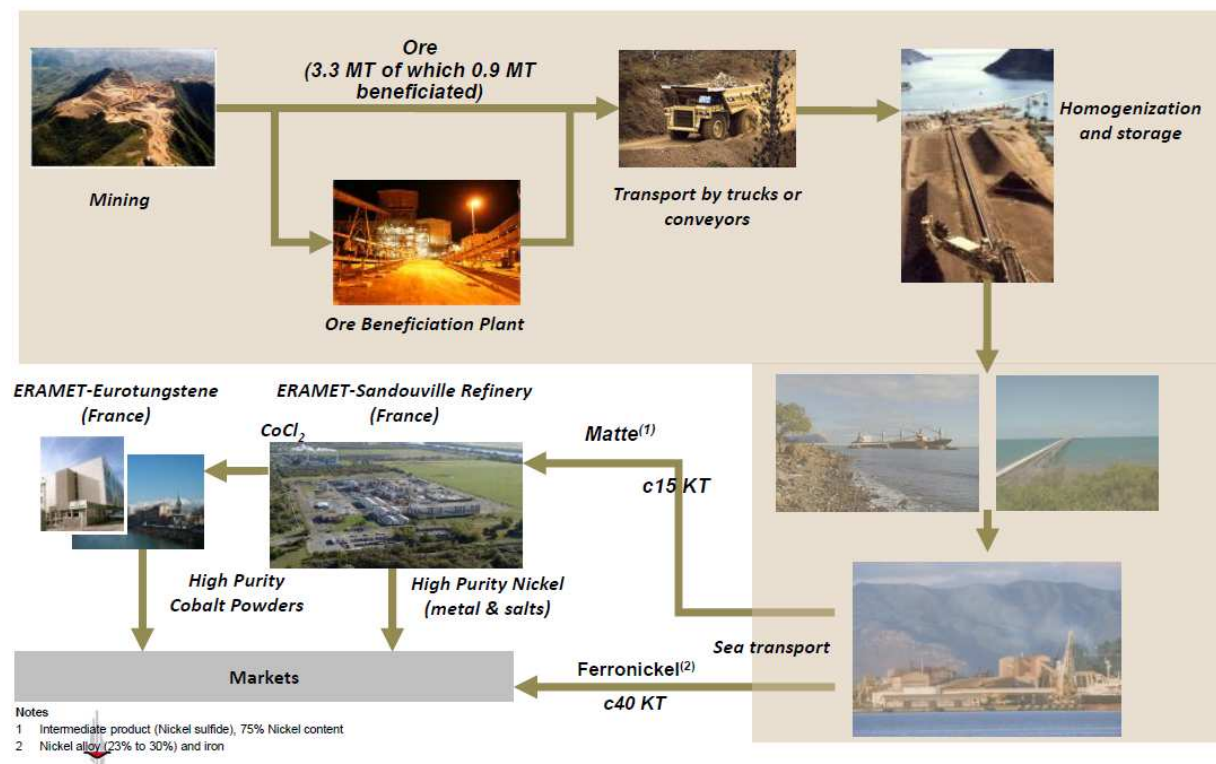 Ore
(3.3 MT of which 0.9 MT
beneficiated)
Mining
Ore Beneficiation Plant
Transport by trucks or
conveyors
Homogenization
and storage
ERAMET-Eurotungstene
(France)
CoCl₂
ERAMET-Sandouville Refinery
(France)
Matte⁽¹⁾
c15 KT
High Purity
Cobalt Powders
High Purity Nickel
(metal & salts)
Sea transport
Markets
Ferronickel⁽²⁾
c40 KT
Notes
1 Intermediate product (Nickel sulfide), 75% Nickel content
2 Nickel alloy (23% to 30%) and iron